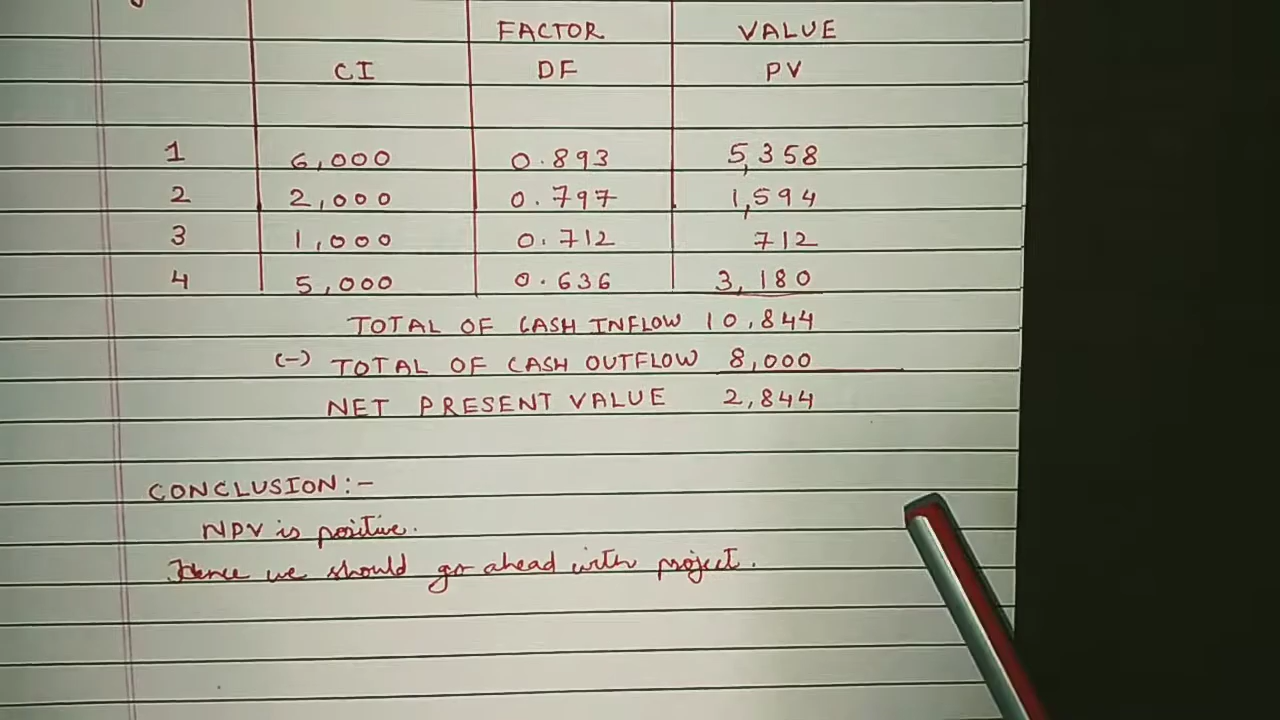 FACTOR VALUE
CI DF PV
1 6,000 0.893 5,358
2 2,000 0.797 1,594
3 1,000 0.712 712
4 5,000 0.636 3,180
TOTAL OF CASH INFLOW 10,844
(-) TOTAL OF CASH OUTFLOW 8,000
NET PRESENT VALUE 2,844
CONCLUSION:-
NPV is positive.
Hence we should go ahead with project.